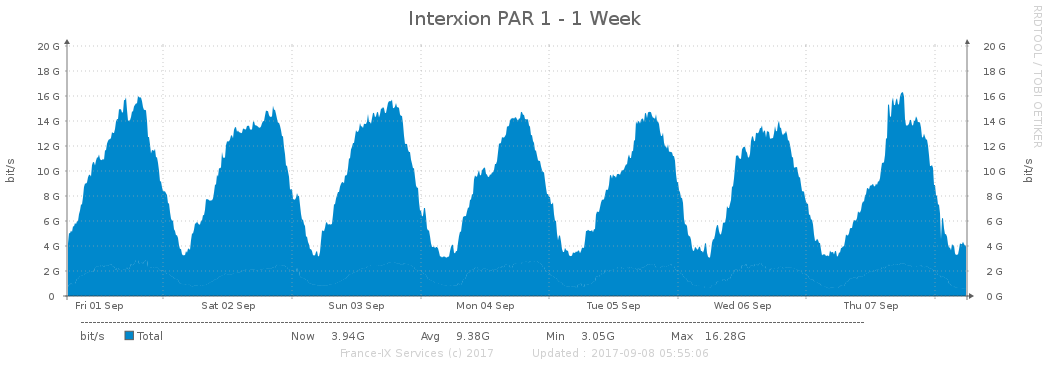 Interxion PAR 1 - 1 Week
RRDTOOL / TOBI OETIKER
bit/s
20 G
18 G
16 G
14 G
12 G
10 G
8 G
6 G
4 G
2 G
0
20 G
18 G
16 G
14 G
12 G
10 G
8 G
6 G
4 G
2 G
0 G
bit/s
Fri 01 Sep Sat 02 Sep Sun 03 Sep Mon 04 Sep Tue 05 Sep Wed 06 Sep Thu 07 Sep
bit/s Total Now 3.94G Avg 9.38G Min 3.05G Max 16.28G
France-IX Services (c) 2017 Updated : 2017-09-08 05:55:06